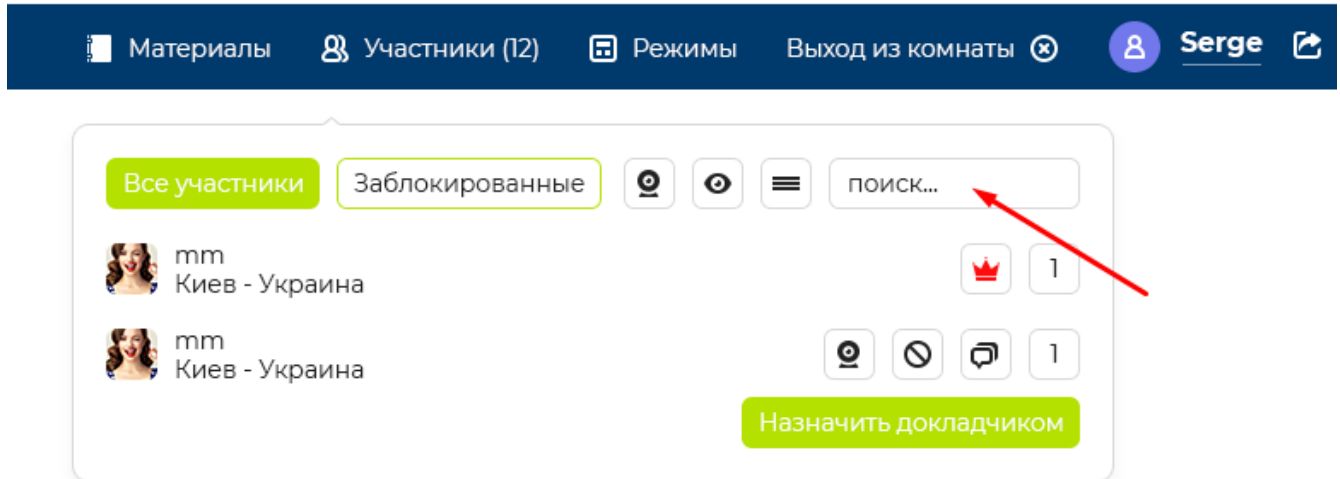 Материалы Участники (12) Режимы Выход из комнаты Serge
Все участники Заблокированные поиск...
mm
Киев - Украина
1
mm
Киев - Украина
1
Назначить докладчиком